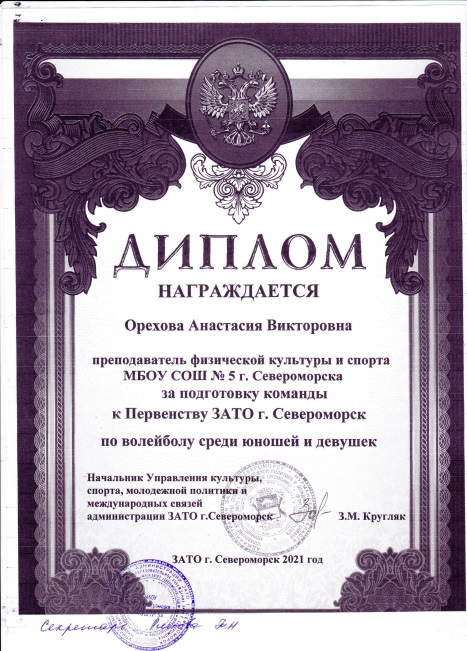 ДИПЛОМ
НАГРАЖДАЕТСЯ
Орехова Анастасия Викторовна
преподаватель физической культуры и спорта
МБОУ СОШ № 5 г. Североморска
за подготовку команды
к Первенству ЗАТО г. Североморск
по волейболу среди юношей и девушек
Начальник Управления культуры,
спорта, молодежной политики и
международных связей
администрации ЗАТО г.Североморск З.М. Кругляк
ЗАТО г. Североморск 2021 год
Секретарь